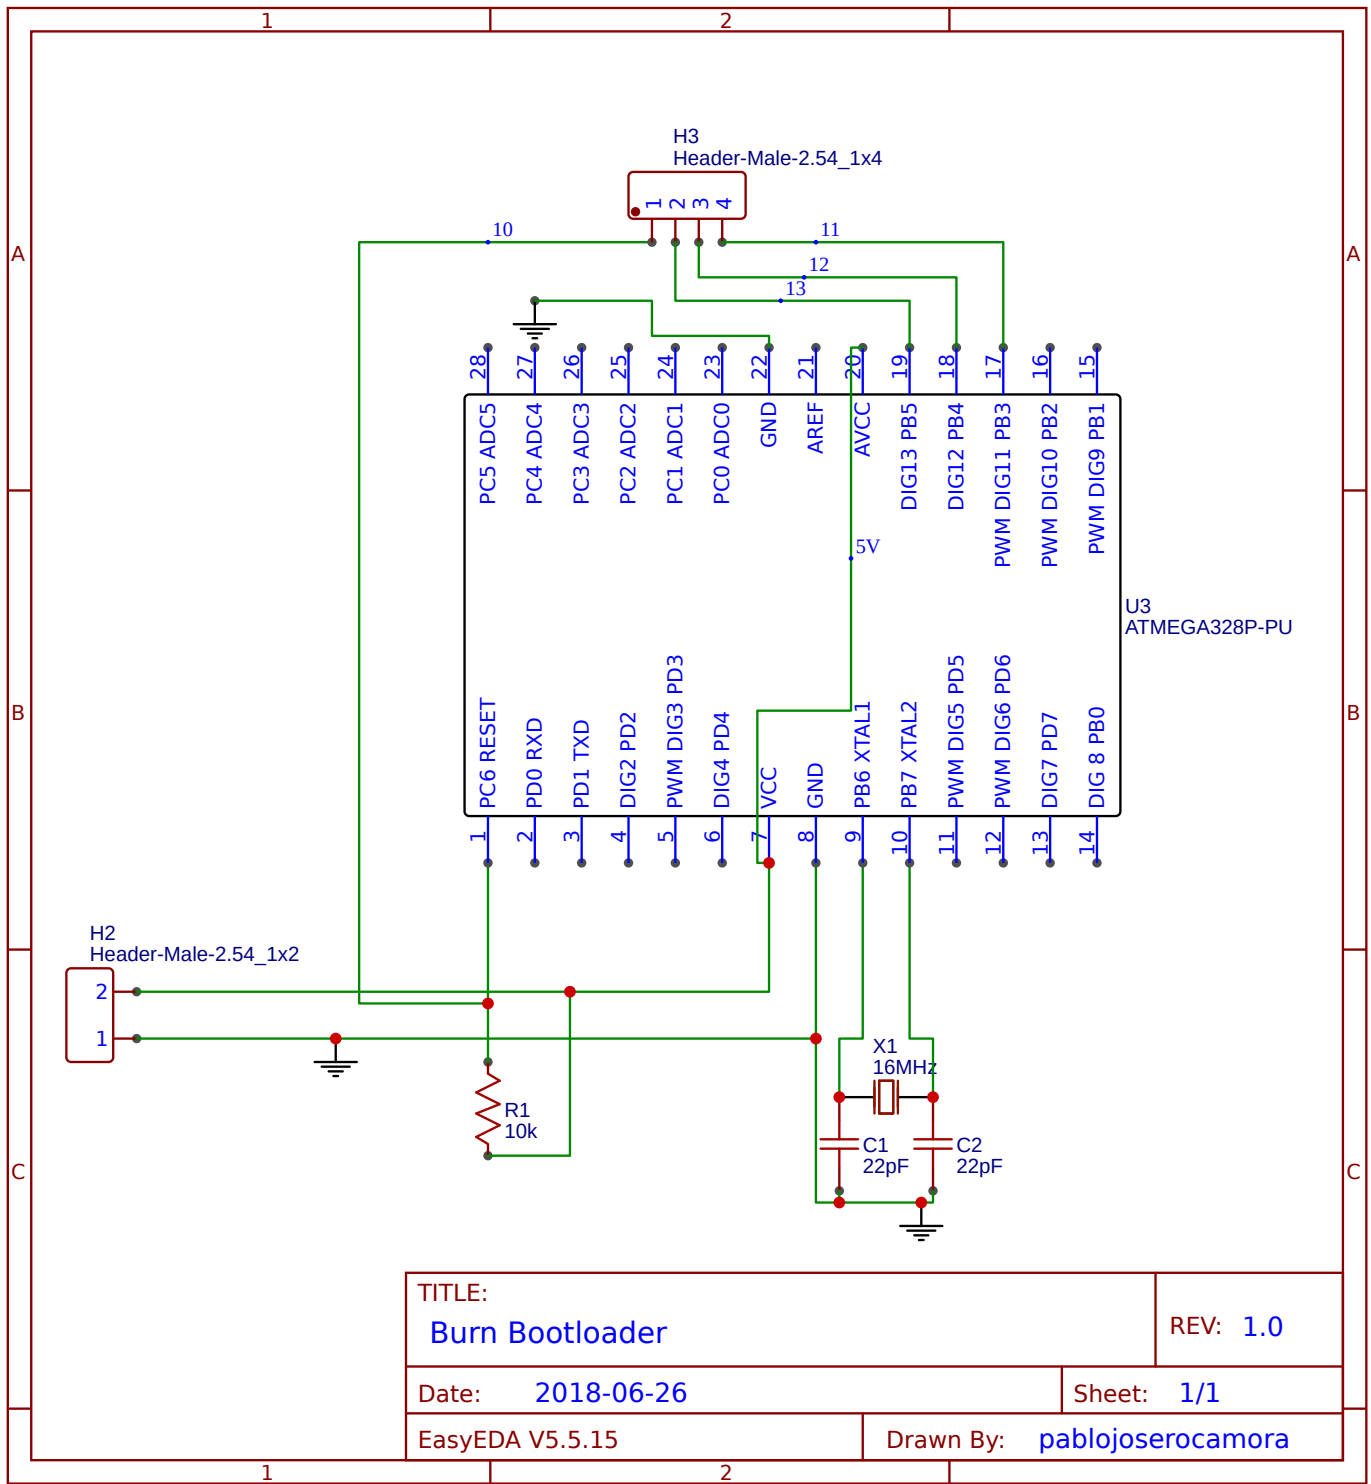 1
2
A
A
H3
Header-Male-2.54_1x4
1
2
3
4
10
11
12
13
28
27
26
25
24
23
22
21
20
19
18
17
16
15
PC5 ADC5
PC4 ADC4
PC3 ADC3
PC2 ADC2
PC1 ADC1
PC0 ADC0
GND
AREF
AVCC
DIG13 PB5
DIG12 PB4
PWM DIG11 PB3
PWM DIG10 PB2
PWM DIG9 PB1
5V
U3
ATMEGA328P-PU
B
B
PC6 RESET
PD0 RXD
PD1 TXD
DIG2 PD2
PWM DIG3 PD3
DIG4 PD4
VCC
GND
PB6 XTAL1
PB7 XTAL2
PWM DIG5 PD5
PWM DIG6 PD6
DIG7 PD7
DIG 8 PB0
1
2
3
4
5
6
7
8
9
10
11
12
13
14
H2
Header-Male-2.54_1x2
2
1
X1
16MHz
R1
10k
C1
22pF
C2
22pF
C
C
TITLE:
Burn Bootloader
REV: 1.0
Date: 2018-06-26
Sheet: 1/1
EasyEDA V5.5.15
Drawn By: pablojoserocamora
1
2